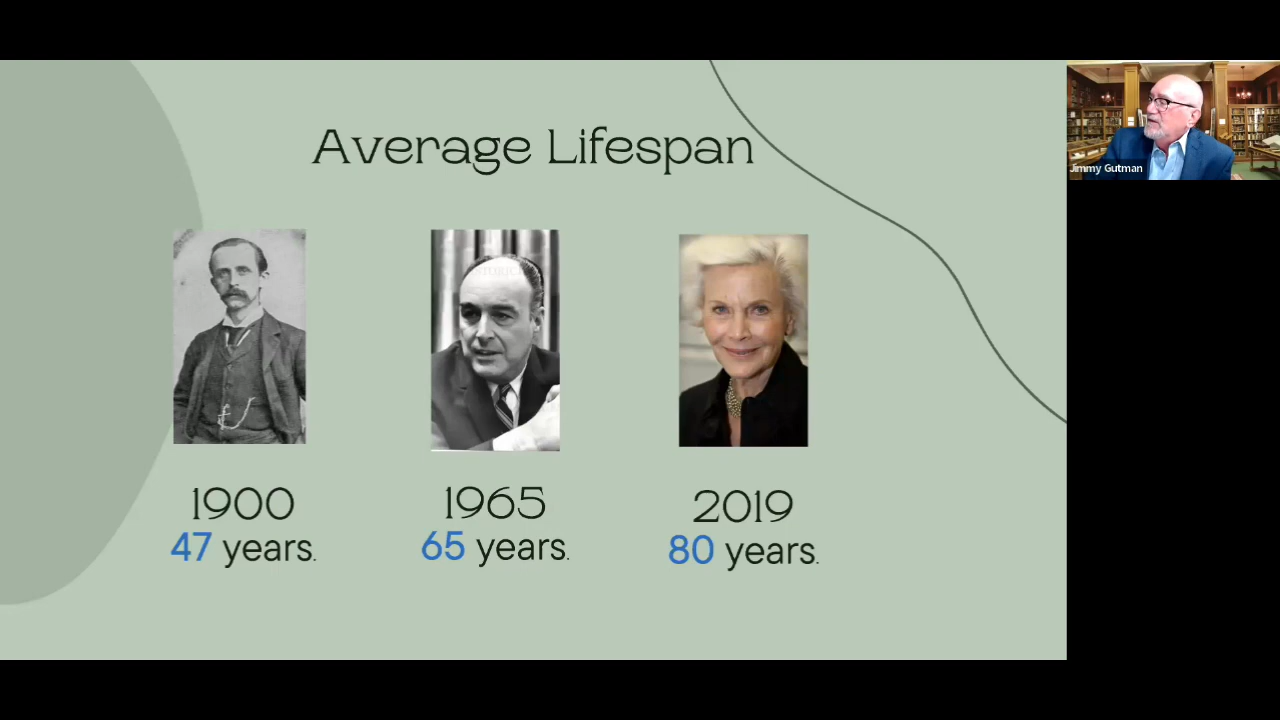 Average Lifespan
Jimmy Gutman
1900
47 years.
1965
65 years.
2019
80 years.